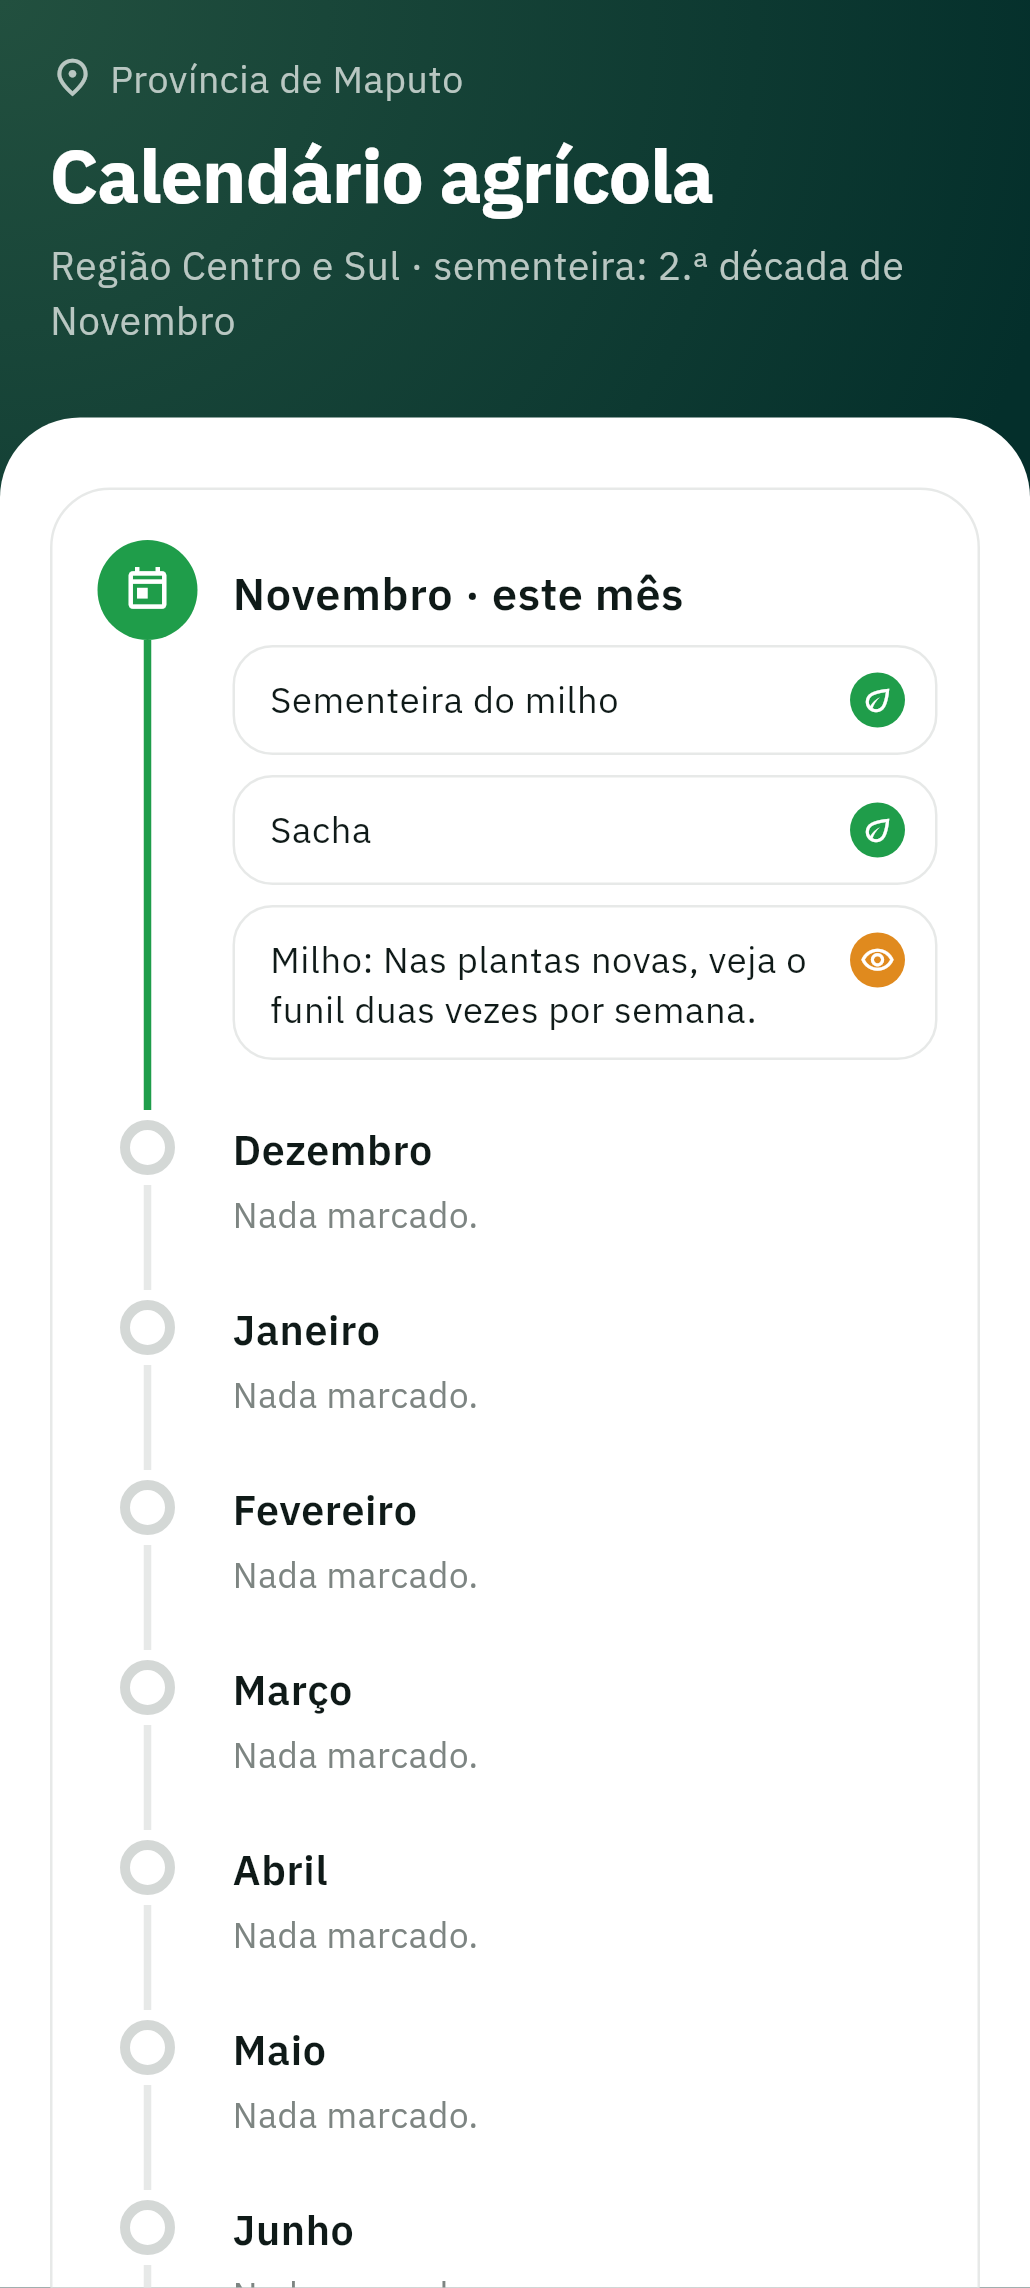 Província de Maputo
Calendário agrícola
Região Centro e Sul · sementeira: 2.ª década de
Novembro
Novembro · este mês
Sementeira do milho
Sacha
Milho: Nas plantas novas, veja o
funil duas vezes por semana.
Dezembro
Nada marcado.
Janeiro
Nada marcado.
Fevereiro
Nada marcado.
Março
Nada marcado.
Abril
Nada marcado.
Maio
Nada marcado.
Junho